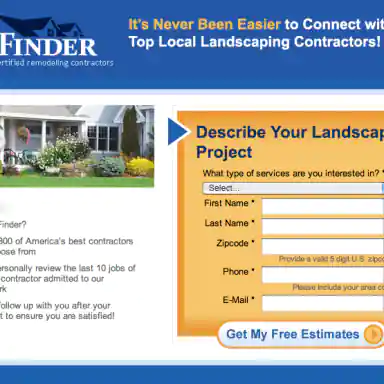 FINDER
ertified remodeling contractors
It's Never Been Easier to Connect wit
Top Local Landscaping Contractors!
Describe Your Landscap
Project
What type of services are you interested in? *
Select...
First Name *
Last Name *
Zipcode *
Provide a valid 5 digit U.S. zipco
Phone *
Please include your area co
E-Mail *
Get My Free Estimates
Finder?
300 of America's best contractors
oose from
ersonally review the last 10 jobs of
contractor admitted to our
rk
follow up with you after your
t to ensure you are satisfied!